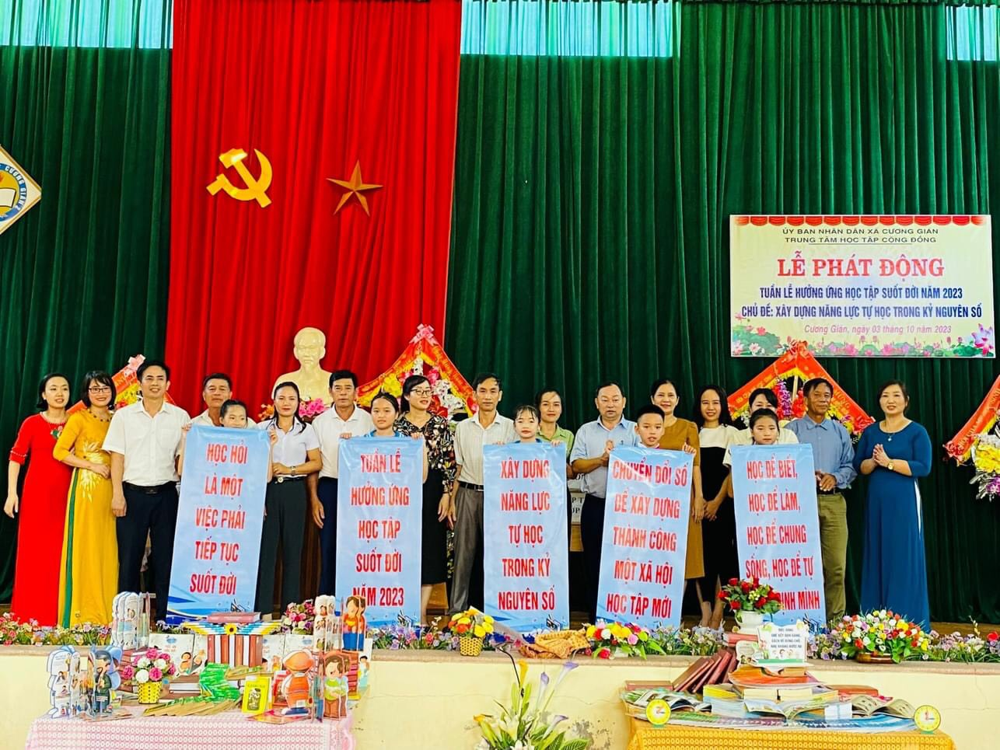 CƯƠNG GIÁN 2
ỦY BAN NHÂN DÂN XÃ CƯƠNG GIÁN
TRUNG TÂM HỌC TẬP CỘNG ĐỒNG
LỄ PHÁT ĐỘNG
TUẦN LỄ HƯỞNG ỨNG HỌC TẬP SUỐT ĐỜI NĂM 2023
CHỦ ĐỀ: XÂY DỰNG NĂNG LỰC TỰ HỌC TRONG KỶ NGUYÊN SỐ
Cương Gián, ngày 03 tháng 10 năm 2023
HỌC HỎI
LÀ MỘT
VIỆC PHẢI
TIẾP TỤC
SUỐT ĐỜI
TUẦN LỄ
HƯỞNG ỨNG
HỌC TẬP
SUỐT ĐỜI
NĂM 2023
XÂY DỰNG
NĂNG LỰC
TỰ HỌC
TRONG KỶ
NGUYÊN SỐ
CHUYỂN ĐỔI SỐ
ĐỂ XÂY DỰNG
THÀNH CÔNG
MỘT XÃ HỘI
HỌC TẬP MỚI
HỌC ĐỂ BIẾT,
HỌC ĐỂ LÀM,
HỌC ĐỂ CHUNG
SỐNG, HỌC ĐỂ TỰ
ĐỊNH MÌNH